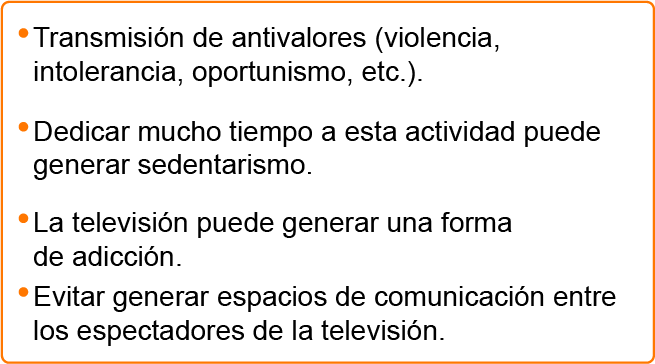 • Transmisión de antivalores (violencia,
intolerancia, oportunismo, etc.).
• Dedicar mucho tiempo a esta actividad puede
generar sedentarismo.
• La televisión puede generar una forma
de adicción.
• Evitar generar espacios de comunicación entre
los espectadores de la televisión.